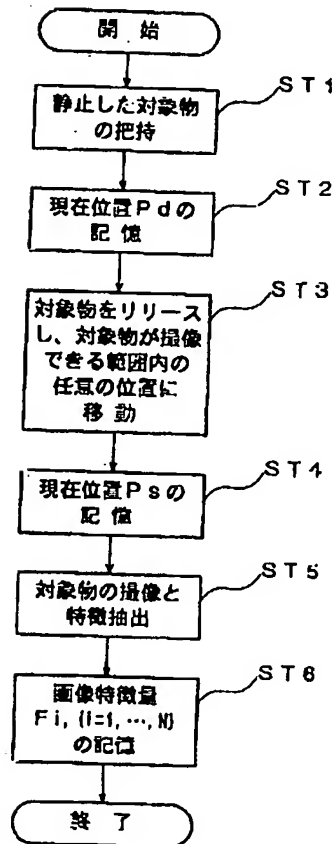 開 始
ST1
静止した対象物
の把持
ST2
現在位置Pdの
記 憶
ST3
対象物をリリース
し、対象物が撮像
できる範囲内の
任意の位置に
移 動
ST4
現在位置Psの
記 憶
ST5
対象物の撮像と
特徴抽出
ST6
画像特徴量
Fi, {i=1, …, N}
の記憶
終 了